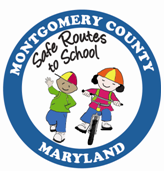 MONTGOMERY COUNTY
Safe Routes
to School
MARYLAND